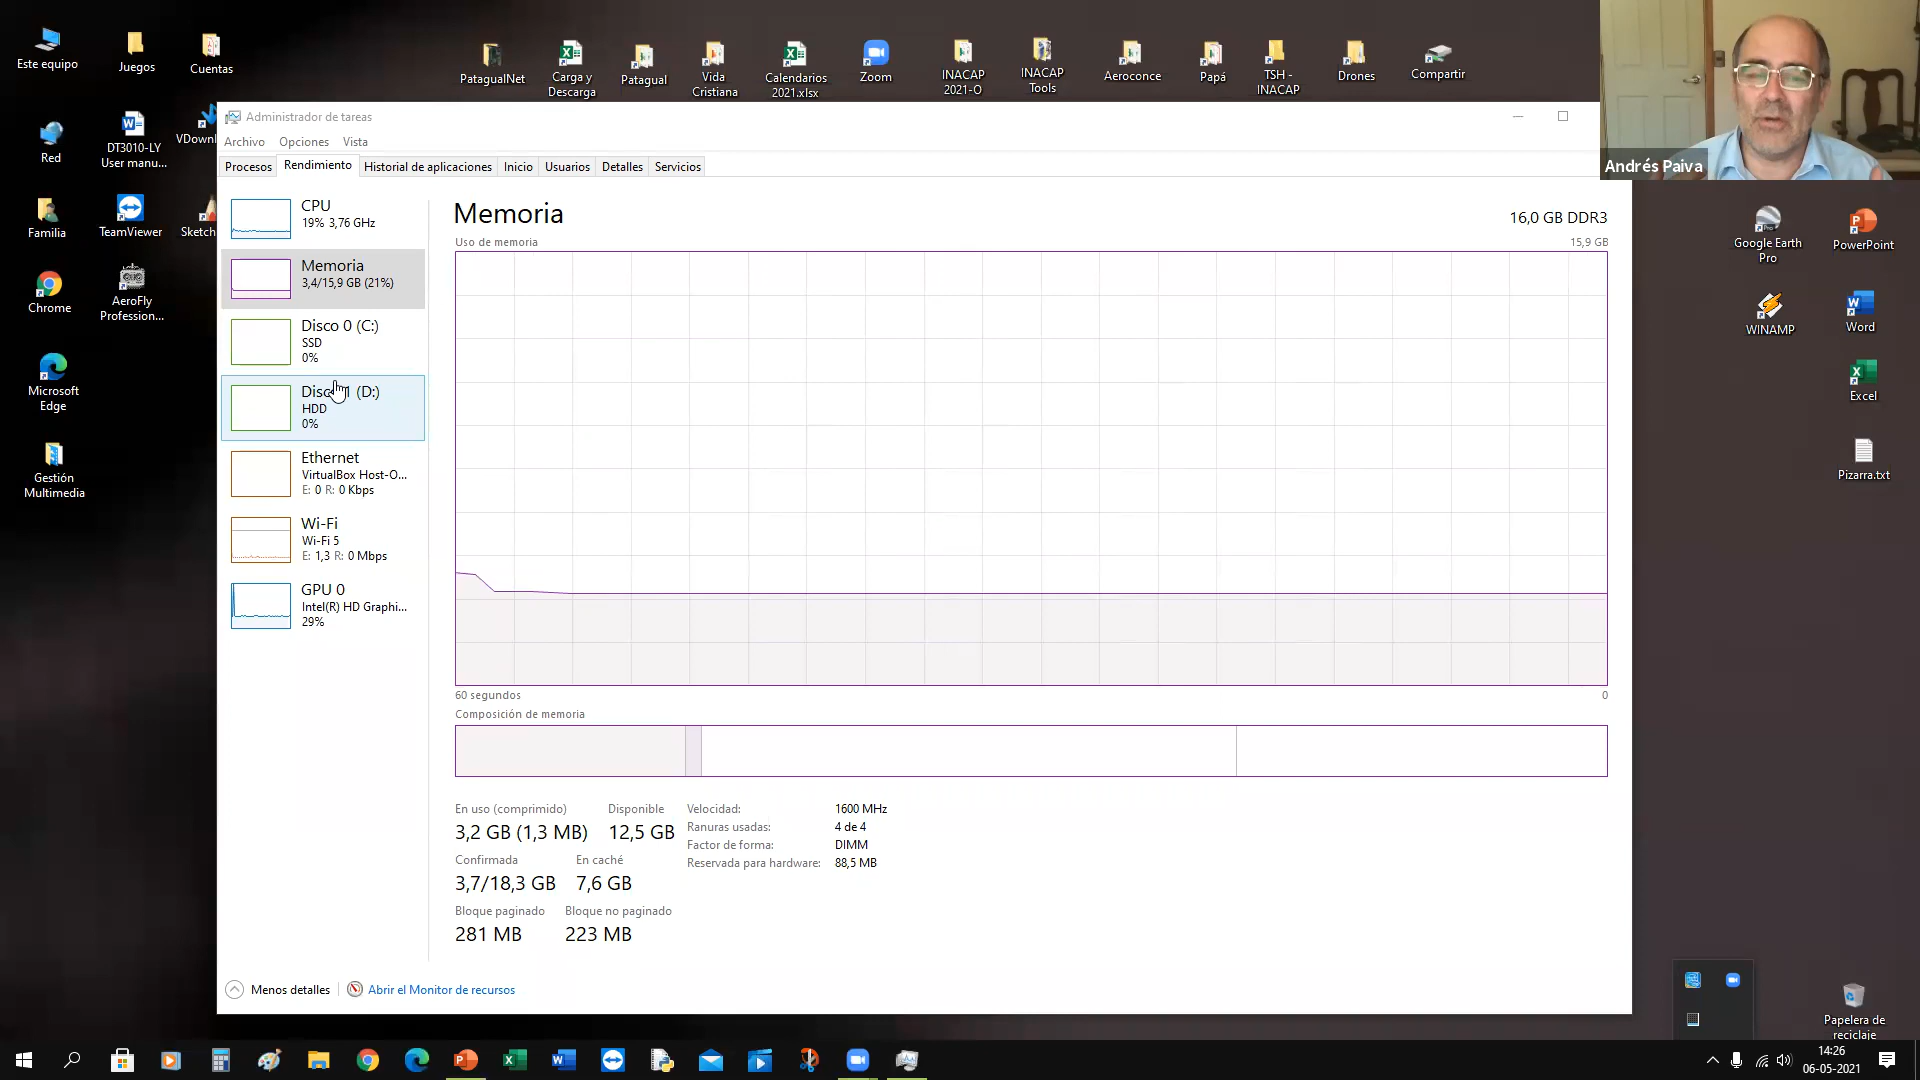 Este equipo
Juegos
Cuentas
PatagualNet
Carga y
Descarga
Patagual
Vida
Cristiana
Calendarios
2021.xlsx
Zoom
INACAP
2021-O
INACAP
Tools
Aeroconce
Papá
TSH -
INACAP
Drones
Compartir
Andrés Paiva
Red
DT3010-LY
User manu...
VDownl
Familia
TeamViewer
Sketch
Chrome
AeroFly
Profession...
Microsoft
Edge
Gestión
Multimedia
Administrador de tareas
Archivo Opciones Vista
Procesos Rendimiento Historial de aplicaciones Inicio Usuarios Detalles Servicios
CPU
19% 3,76 GHz
Memoria
3,4/15,9 GB (21%)
Disco 0 (C:)
SSD
0%
Disco 1 (D:)
HDD
0%
Ethernet
VirtualBox Host-O...
E: 0 R: 0 Kbps
Wi-Fi
Wi-Fi 5
E: 1,3 R: 0 Mbps
GPU 0
Intel(R) HD Graphi...
29%
Memoria
16,0 GB DDR3
Uso de memoria
15,9 GB
60 segundos
0
Composición de memoria
En uso (comprimido) Disponible
3,2 GB (1,3 MB) 12,5 GB
Confirmada En caché
3,7/18,3 GB 7,6 GB
Bloque paginado Bloque no paginado
281 MB 223 MB
Velocidad: 1600 MHz
Ranuras usadas: 4 de 4
Factor de forma: DIMM
Reservada para hardware: 88,5 MB
Menos detalles
Abrir el Monitor de recursos
Google Earth
Pro
PowerPoint
WINAMP
Word
Excel
Pizarra.txt
Papelera de
reciclaje
14:26
06-05-2021